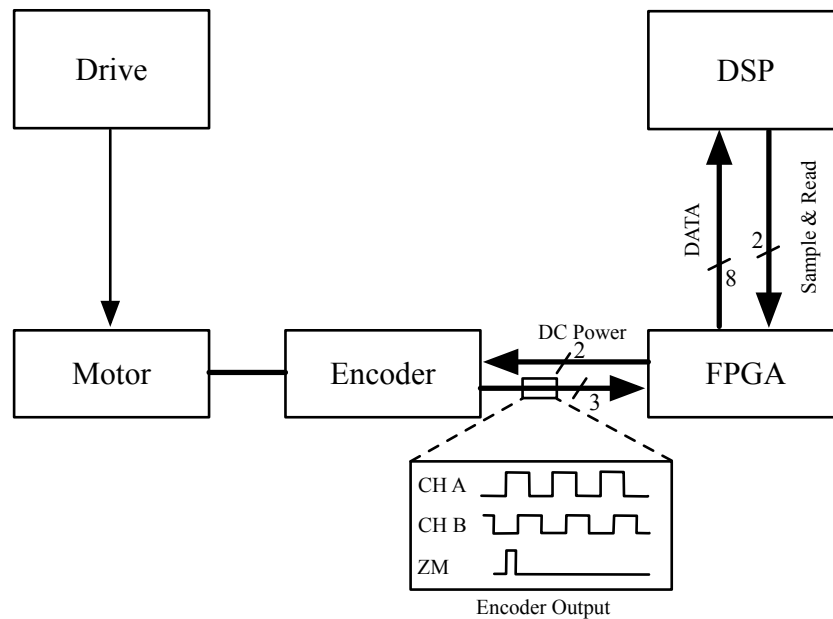 Drive
DSP
DATA
8
2
Sample & Read
DC Power
2
Motor
Encoder
FPGA
3
CH A
CH B
ZM
Encoder Output